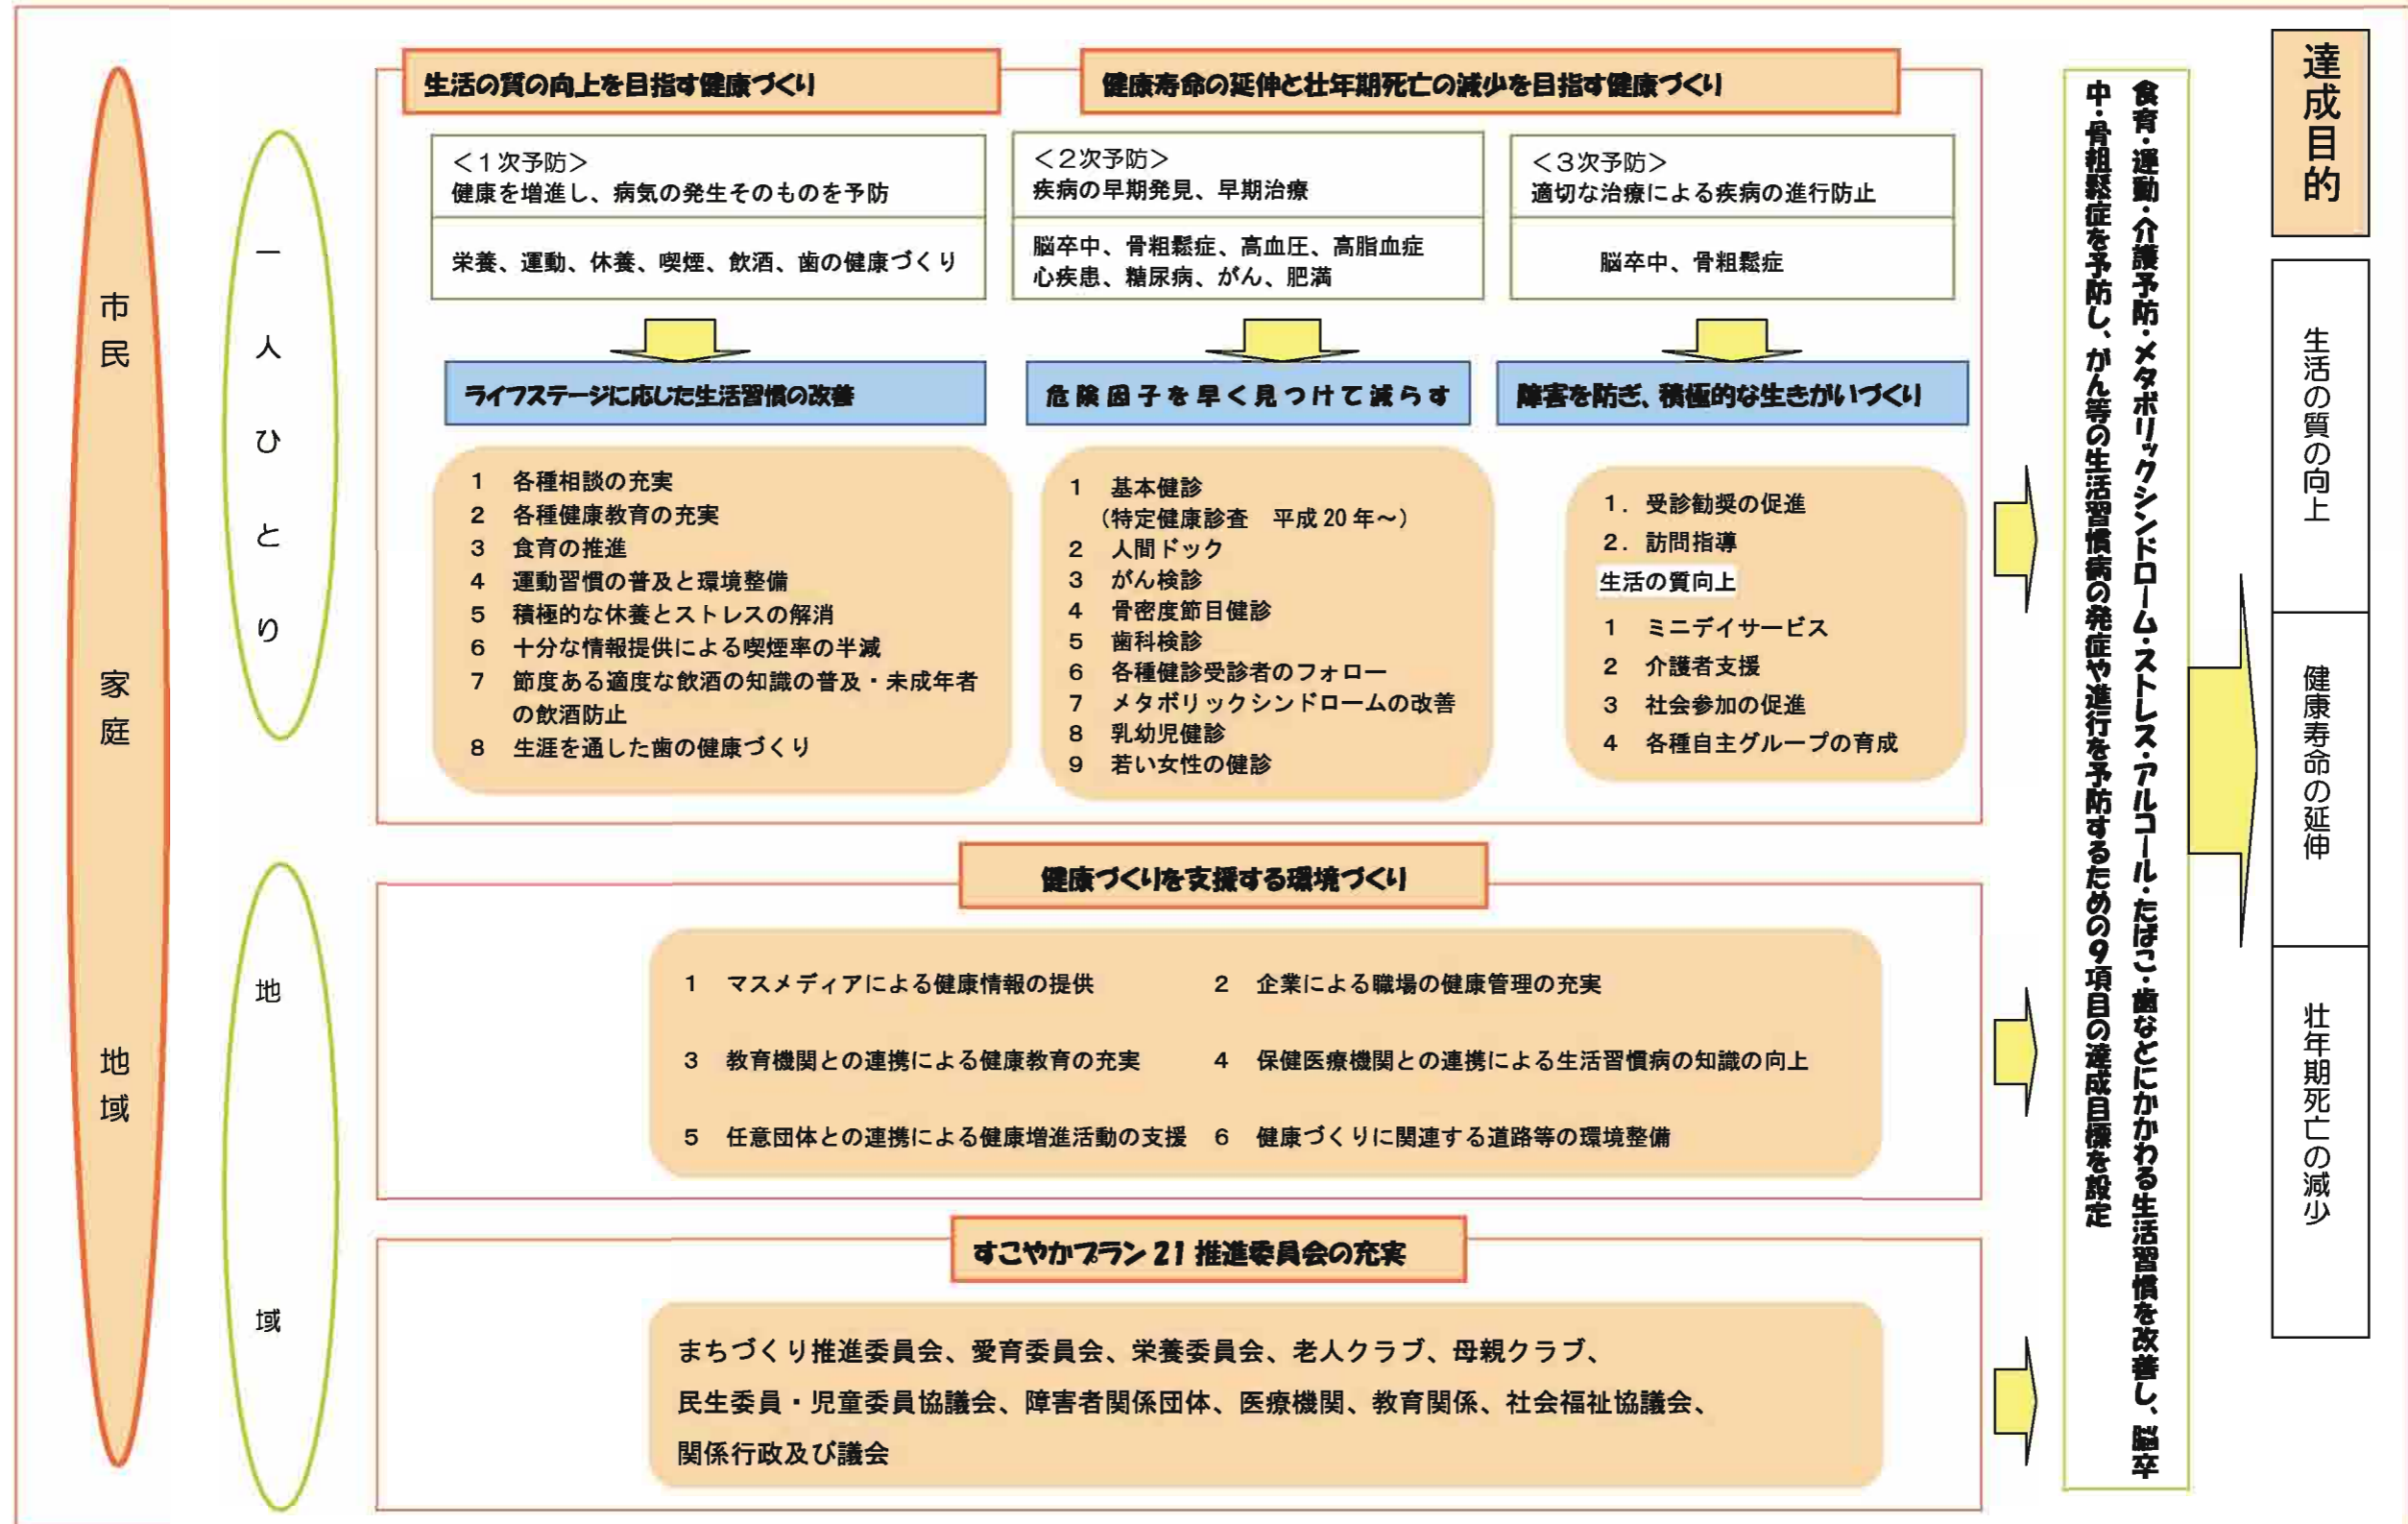 市民
家庭
地域
一人ひとり
地域
生活の質の向上を目指す健康づくり
健康寿命の延伸と壮年期死亡の減少を目指す健康づくり
<1次予防>
健康を増進し、病気の発生そのものを予防
栄養、運動、休養、喫煙、飲酒、歯の健康づくり
<2次予防>
疾病の早期発見、早期治療
脳卒中、骨粗鬆症、高血圧、高脂血症
心疾患、糖尿病、がん、肥満
<3次予防>
適切な治療による疾病の進行防止
脳卒中、骨粗鬆症
ライフステージに応じた生活習慣の改善
危険因子を早く見つけて減らす
障害を防ぎ、積極的な生きがいづくり
1 各種相談の充実
2 各種健康教育の充実
3 食育の推進
4 運動習慣の普及と環境整備
5 積極的な休養とストレスの解消
6 十分な情報提供による喫煙率の半減
7 節度ある適度な飲酒の知識の普及・未成年者
の飲酒防止
8 生涯を通した歯の健康づくり
1 基本健診
(特定健康診査 平成20年~)
2 人間ドック
3 がん検診
4 骨密度節目健診
5 歯科検診
6 各種健診受診者のフォロー
7 メタボリックシンドロームの改善
8 乳幼児健診
9 若い女性の健診
1. 受診勧奨の促進
2. 訪問指導
生活の質向上
1 ミニデイサービス
2 介護者支援
3 社会参加の促進
4 各種自主グループの育成
健康づくりを支援する環境づくり
1 マスメディアによる健康情報の提供
2 企業による職場の健康管理の充実
3 教育機関との連携による健康教育の充実
4 保健医療機関との連携による生活習慣病の知識の向上
5 任意団体との連携による健康増進活動の支援
6 健康づくりに関連する道路等の環境整備
すこやかプラン21推進委員会の充実
まちづくり推進委員会、愛育委員会、栄養委員会、老人クラブ、母親クラブ、
民生委員・児童委員協議会、障害者関係団体、医療機関、教育関係、社会福祉協議会、
関係行政及び議会
食育・運動・介護予防・メタボリックシンドローム・ストレス・アルコール・たばこ・歯などにかかわる生活習慣を改善し、脳卒
中・骨粗鬆症を予防し、がん等の生活習慣病の発症や進行を予防するための9項目の達成目標を設定
達成目的
生活の質の向上
健康寿命の延伸
壮年期死亡の減少